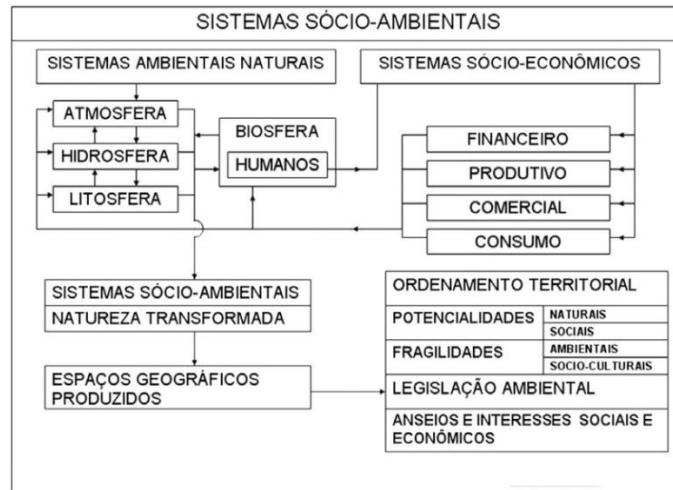 SISTEMAS SÓCIO-AMBIENTAIS
SISTEMAS AMBIENTAIS NATURAIS
SISTEMAS SÓCIO-ECONÔMICOS
ATMOSFERA
HIDROSFERA
LITOSFERA
BIOSFERA
HUMANOS
FINANCEIRO
PRODUTIVO
COMERCIAL
CONSUMO
SISTEMAS SÓCIO-AMBIENTAIS
NATUREZA TRANSFORMADA
ESPAÇOS GEOGRÁFICOS
PRODUZIDOS
ORDENAMENTO TERRITORIAL
POTENCIALIDADES
NATURAIS
SOCIAIS
FRAGILIDADES
AMBIENTAIS
SOCIO-CULTURAIS
LEGISLAÇÃO AMBIENTAL
ANSEIOS E INTERESSES SOCIAIS E
ECONÔMICOS